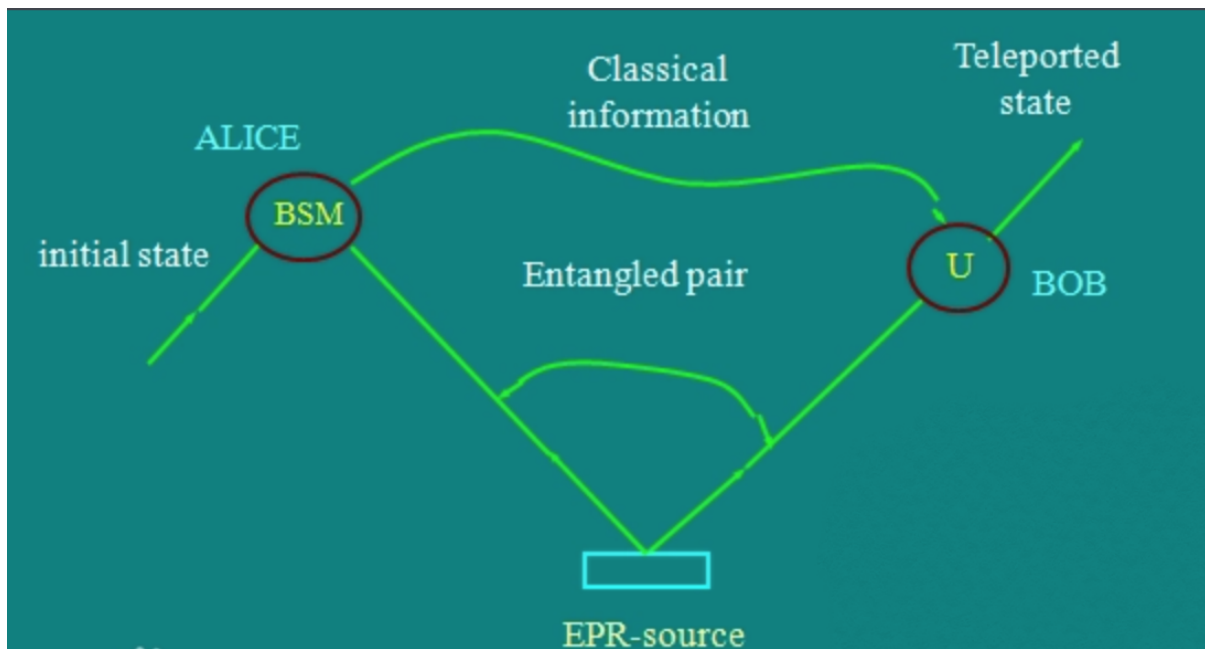 Classical
information
Teleported
state
ALICE
BSM
initial state
Entangled pair
U
BOB
EPR-source